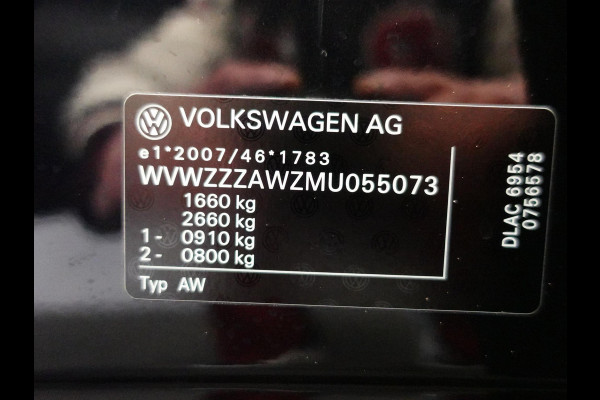 VOLKSWAGEN AG
e1*2007/46*1783
WVWZZZAWZMU055073
1660 kg
2660 kg
1- 0910 kg
2- 0800 kg
Typ AW
DLAC 6954
0756578